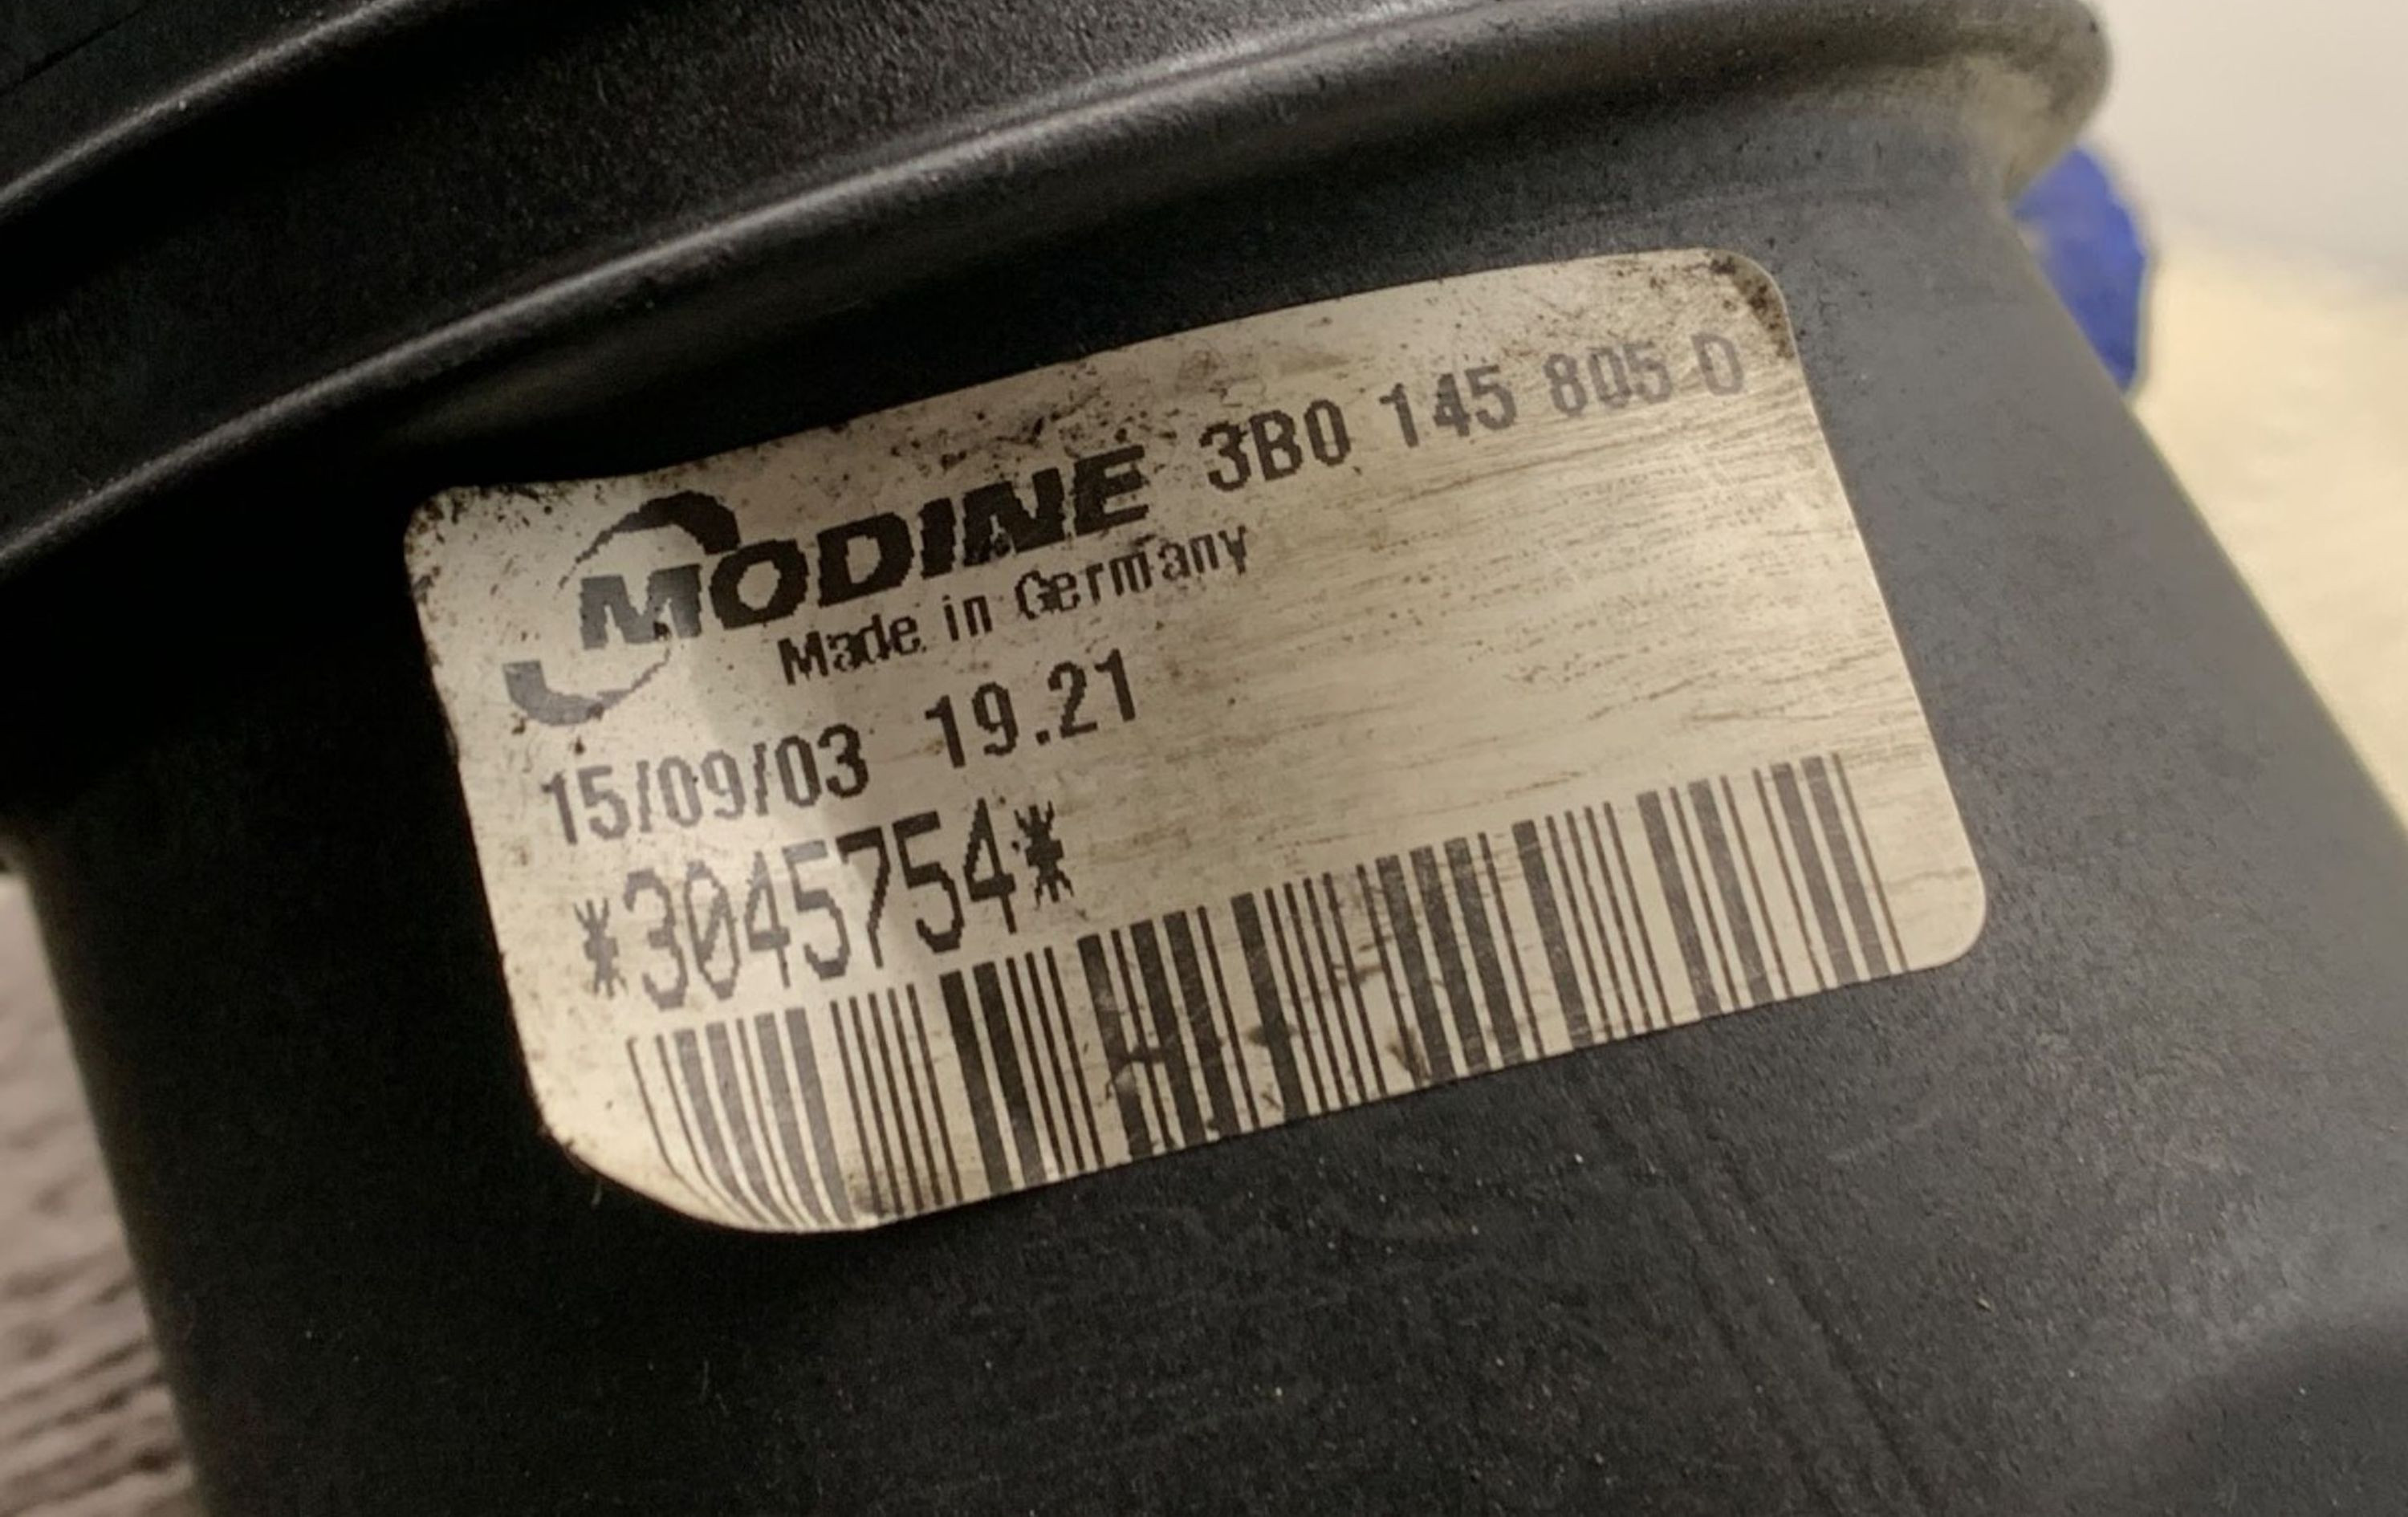 MODINE 3B0 145 805 D
Made in Germany
15/09/03 19.21
*3045754*